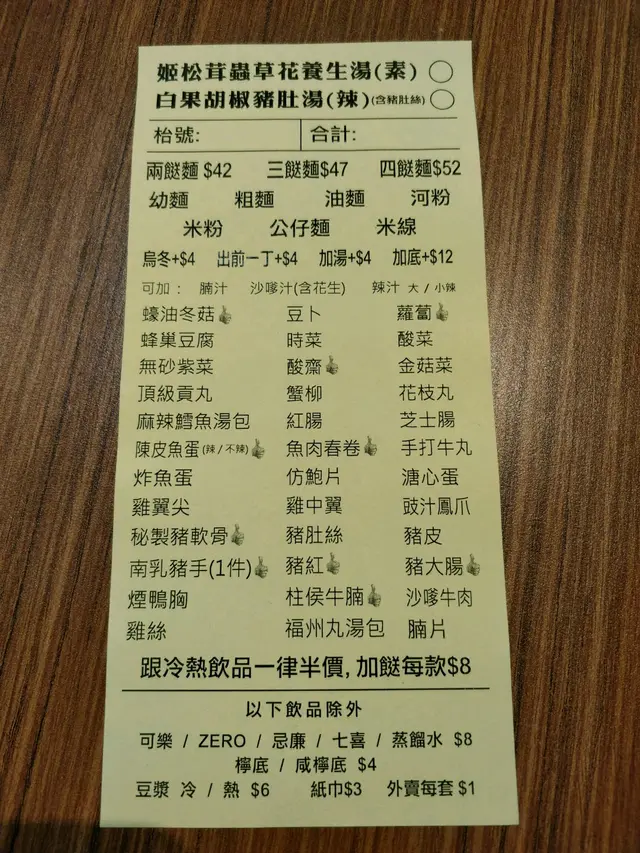 姬松茸蟲草花養生湯(素) ○
白果胡椒豬肚湯(辣)(含豬肚絲) ○
枱號: 合計:
兩餸麵 $42 三餸麵$47 四餸麵$52
幼麵 粗麵 油麵 河粉
米粉 公仔麵 米線
烏冬+$4 出前一丁+$4 加湯+$4 加底+$12
可加： 腩汁 沙嗲汁(含花生) 辣汁 大 / 小辣
蠔油冬菇 豆卜 蘿蔔
蜂巢豆腐 時菜 酸菜
無砂紫菜 酸齋 金菇菜
頂級貢丸 蟹柳 花枝丸
麻辣鱈魚湯包 紅腸 芝士腸
陳皮魚蛋(辣 / 不辣) 魚肉春卷 手打牛丸
炸魚蛋 仿鮑片 溏心蛋
雞翼尖 雞中翼 豉汁鳳爪
秘製豬軟骨 豬肚絲 豬皮
南乳豬手(1件) 豬紅 豬大腸
煙鴨胸 柱侯牛腩 沙嗲牛肉
雞絲 福州丸湯包 腩片
跟冷熱飲品一律半價, 加餸每款$8
以下飲品除外
可樂 / ZERO / 忌廉 / 七喜 / 蒸餾水 $8
檸底 / 咸檸底 $4
豆漿 冷 / 熱 $6 紙巾$3 外賣每套 $1